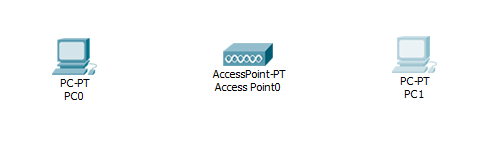 PC-PT
PC0
AccessPoint-PT
Access Point0
PC-PT
PC1